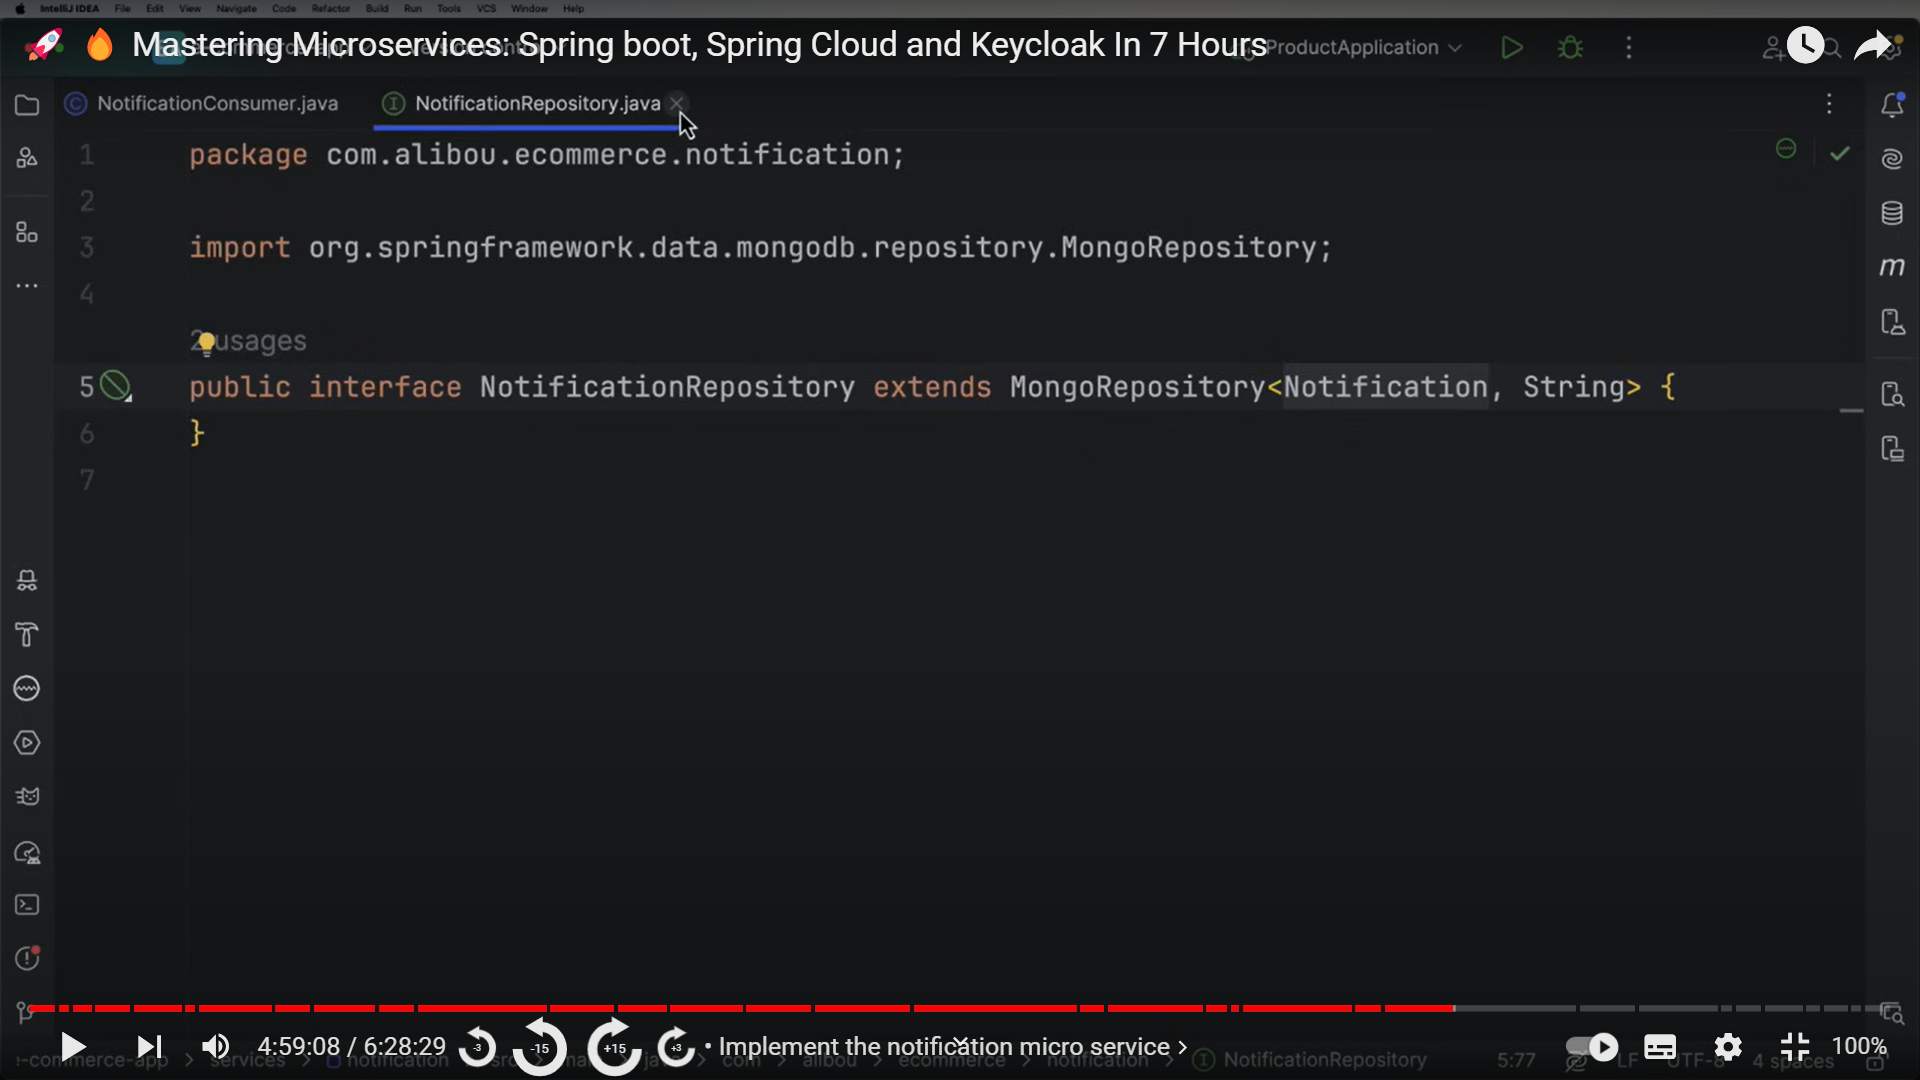 IntelliJ IDEA File Edit View Navigate Code Refactor Build Run Tools VCS Window Help
Mastering Microservices: Spring boot, Spring Cloud and Keycloak In 7 Hours
ProductApplication
NotificationConsumer.java NotificationRepository.java
1 package com.alibou.ecommerce.notification;
2
3 import org.springframework.data.mongodb.repository.MongoRepository;
4
2 usages
5 public interface NotificationRepository extends MongoRepository<Notification, String> {
6 }
7
4:59:08 / 6:28:29 -3 -15 +15 +3 • Implement the notification micro service 100%
-commerce-app services notification com alibou ecommerce notification NotificationRepository 5:77 LF UTF-8 4 spaces